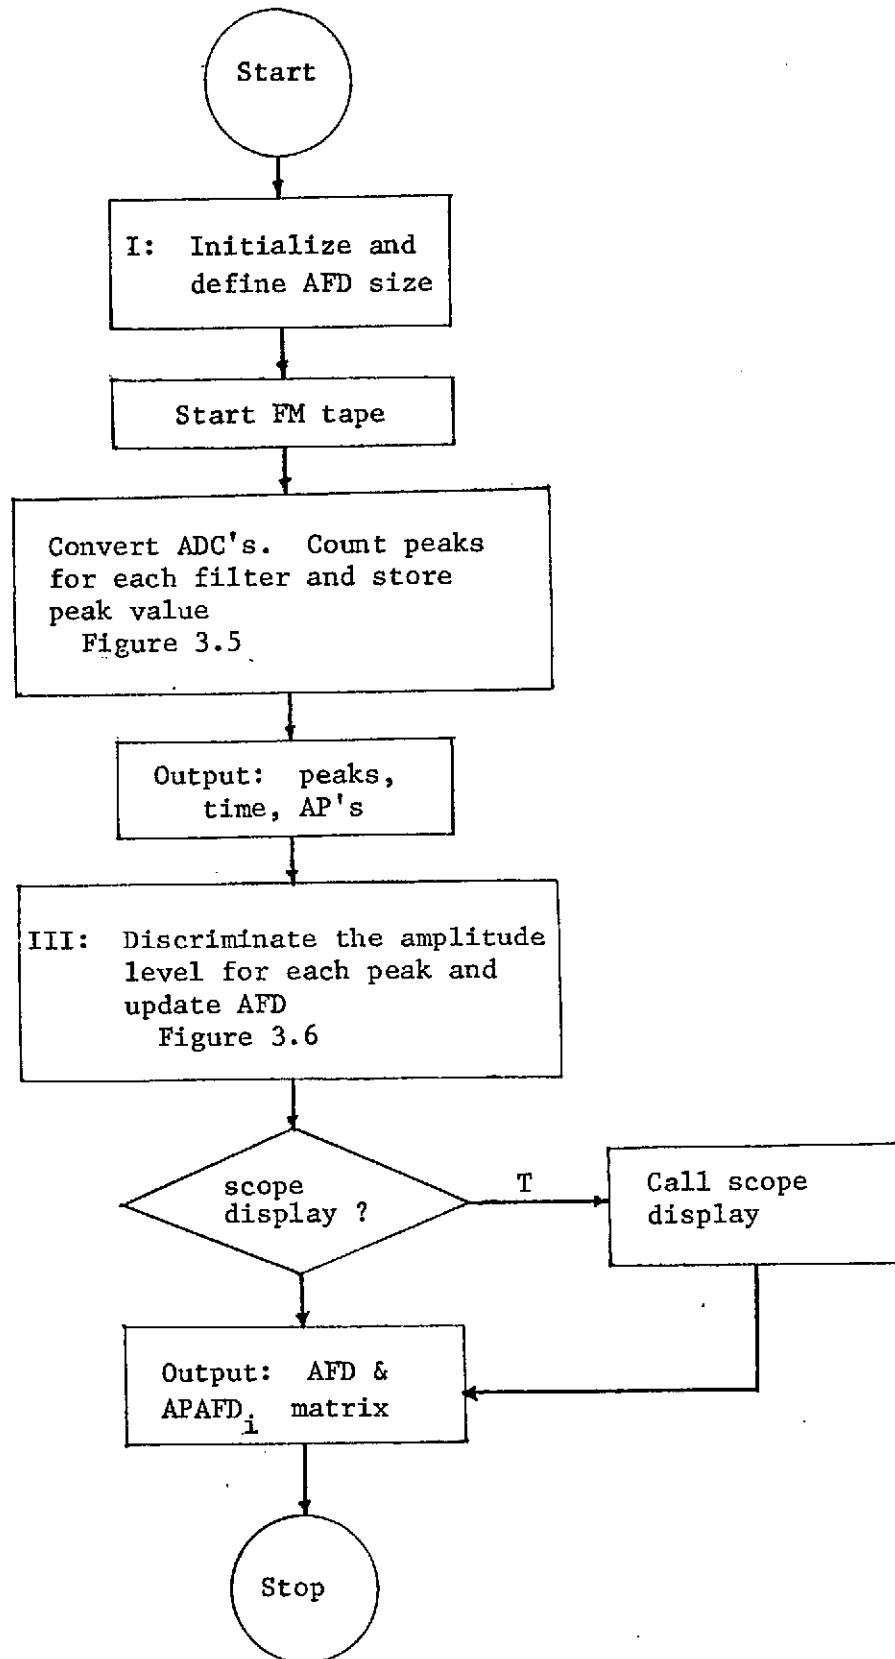 Start
I: Initialize and
define AFD size
Start FM tape
Convert ADC's. Count peaks
for each filter and store
peak value
Figure 3.5
Output: peaks,
time, AP's
III: Discriminate the amplitude
level for each peak and
update AFD
Figure 3.6
scope
display ?
T
Call scope
display
Output: AFD &
APAFDi matrix
Stop